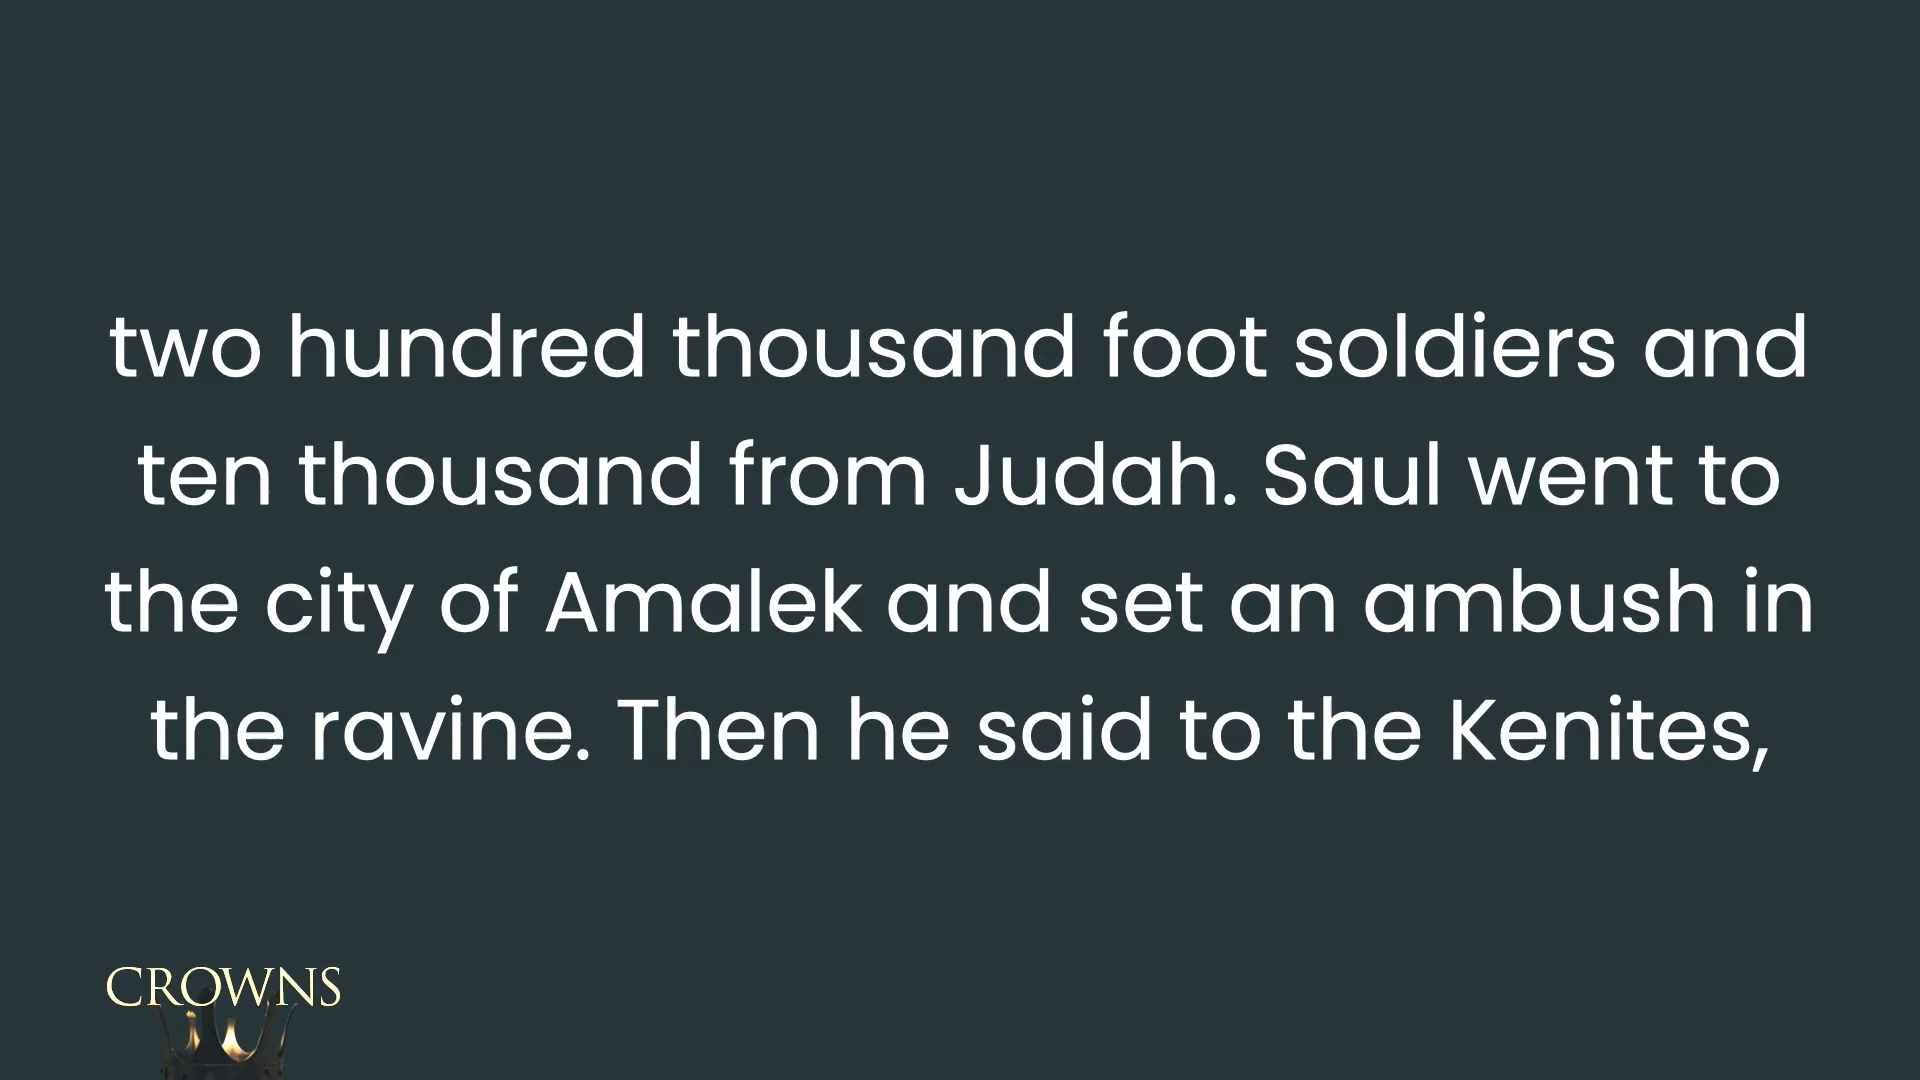 two hundred thousand foot soldiers and
ten thousand from Judah. Saul went to
the city of Amalek and set an ambush in
the ravine. Then he said to the Kenites,
CROWNS